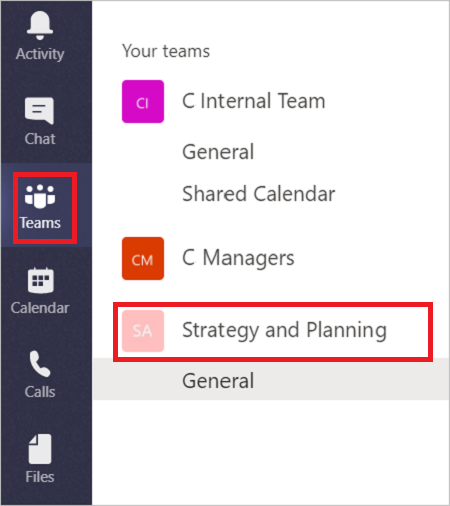 Activity
Chat
Teams
Calendar
Calls
Files
Your teams
CI C Internal Team
General
Shared Calendar
CM C Managers
SA Strategy and Planning
General